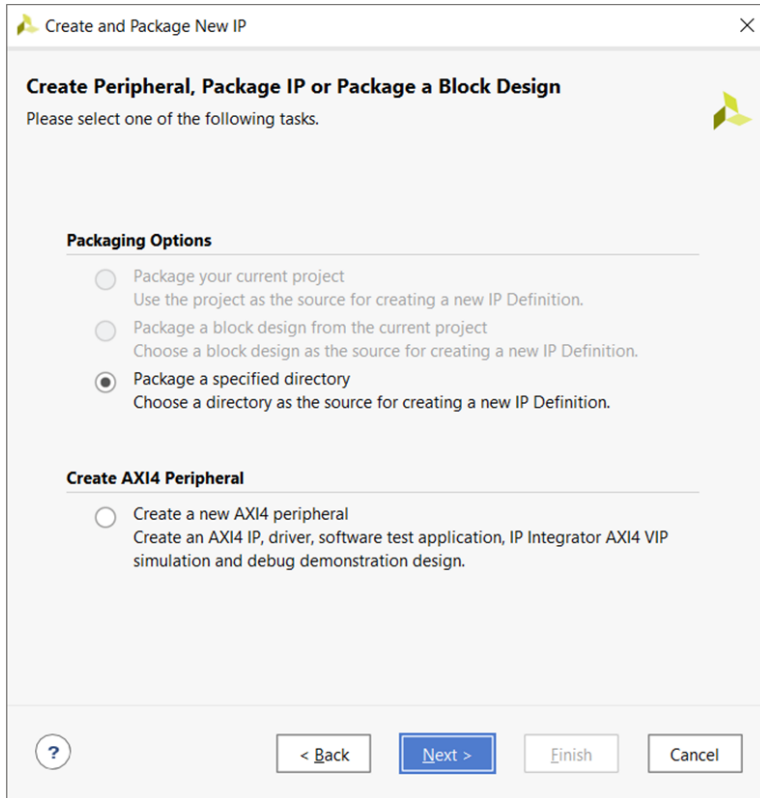 Create and Package New IP
Create Peripheral, Package IP or Package a Block Design
Please select one of the following tasks.
Packaging Options
Package your current project
Use the project as the source for creating a new IP Definition.
Package a block design from the current project
Choose a block design as the source for creating a new IP Definition.
Package a specified directory
Choose a directory as the source for creating a new IP Definition.
Create AXI4 Peripheral
Create a new AXI4 peripheral
Create an AXI4 IP, driver, software test application, IP Integrator AXI4 VIP
simulation and debug demonstration design.
?
< Back
Next >
Finish
Cancel